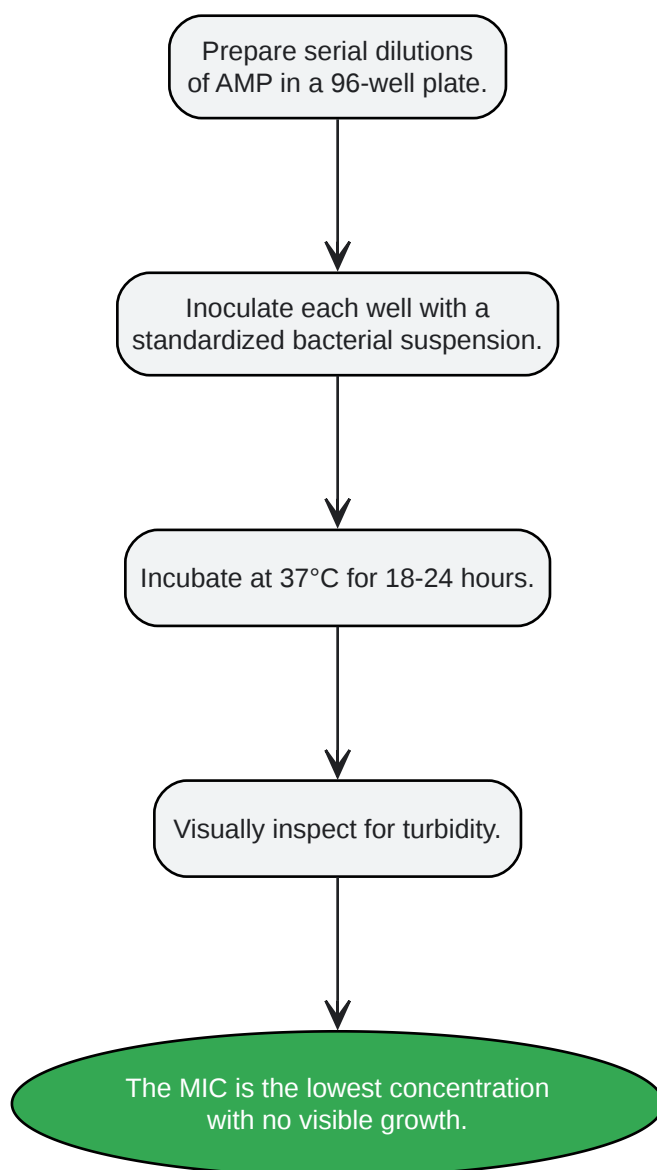 Prepare serial dilutions
of AMP in a 96-well plate.
Inoculate each well with a
standardized bacterial suspension.
Incubate at 37°C for 18-24 hours.
Visually inspect for turbidity.
The MIC is the lowest concentration
with no visible growth.